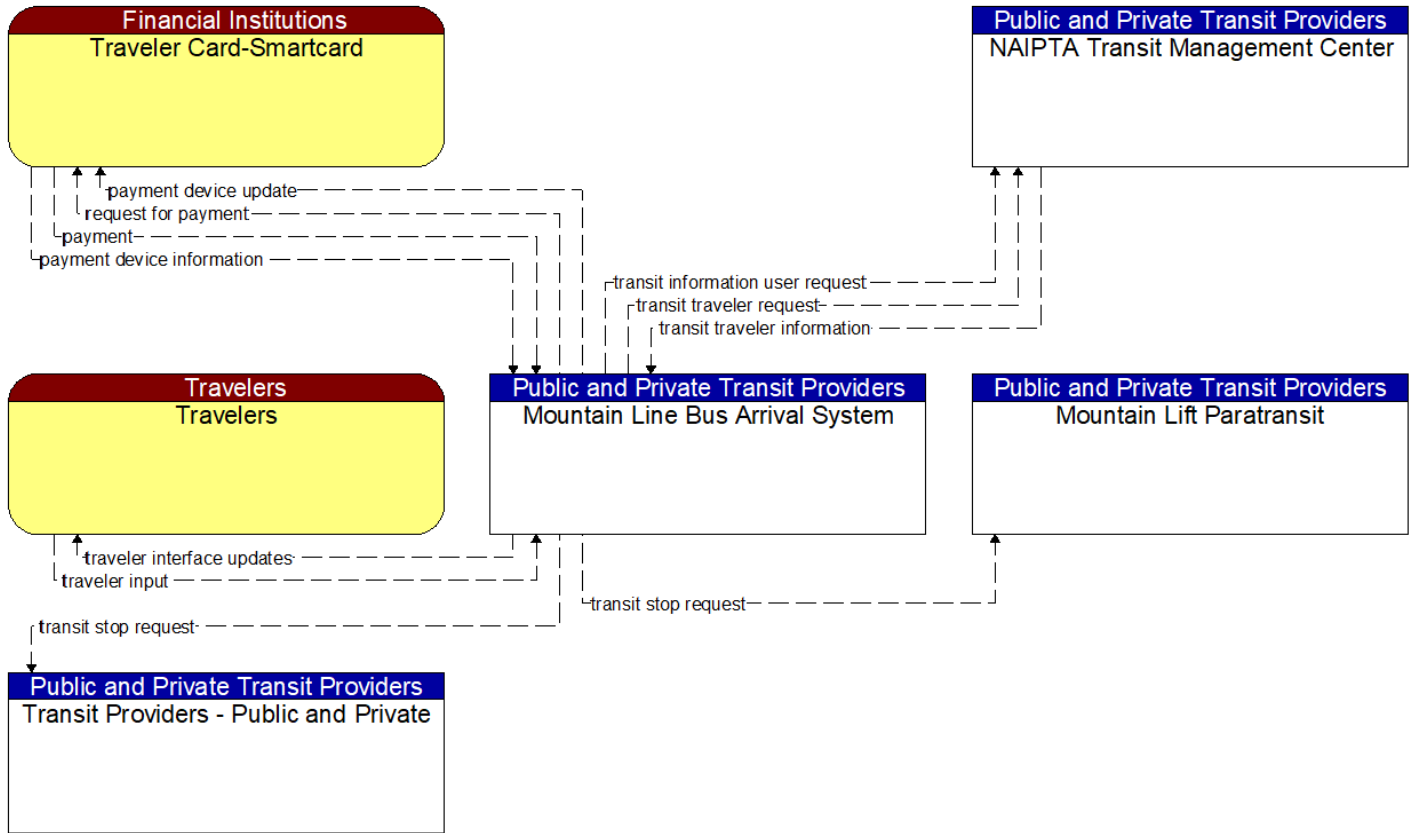 Financial Institutions
Traveler Card-Smartcard
Public and Private Transit Providers
NAIPTA Transit Management Center
payment device update
request for payment
payment
payment device information
transit information user request
transit traveler request
transit traveler information
Travelers
Travelers
Public and Private Transit Providers
Mountain Line Bus Arrival System
Public and Private Transit Providers
Mountain Lift Paratransit
traveler interface updates
traveler input
transit stop request
transit stop request
Public and Private Transit Providers
Transit Providers - Public and Private